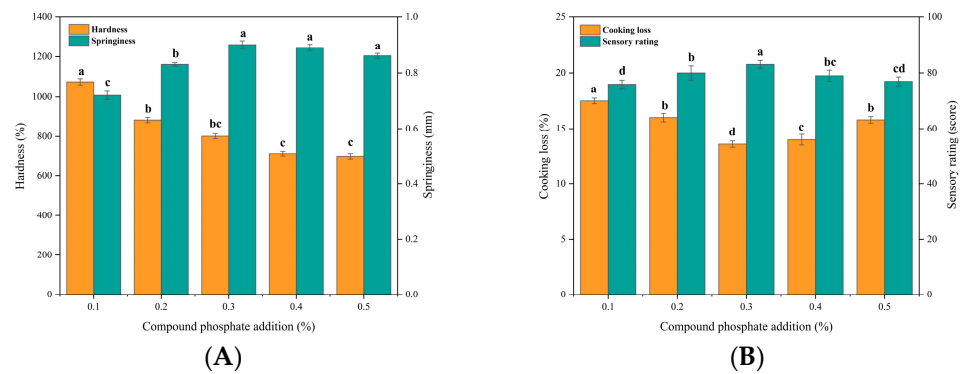 1400
1200
1000
800
600
400
200
0
Hardness (%)
Hardness
Springiness
a
c
b
b
bc
a
c
a
c
a
1.0
0.8
0.6
0.4
0.2
0.0
Springiness (mm)
0.1 0.2 0.3 0.4 0.5
Compound phosphate addition (%)
(A)
25
20
15
10
5
0
Cooking loss (%)
Cooking loss
Sensory rating
a
d
b
b
d
a
c
bc
b
cd
100
80
60
40
20
0
Sensory rating (score)
0.1 0.2 0.3 0.4 0.5
Compound phosphate addition (%)
(B)